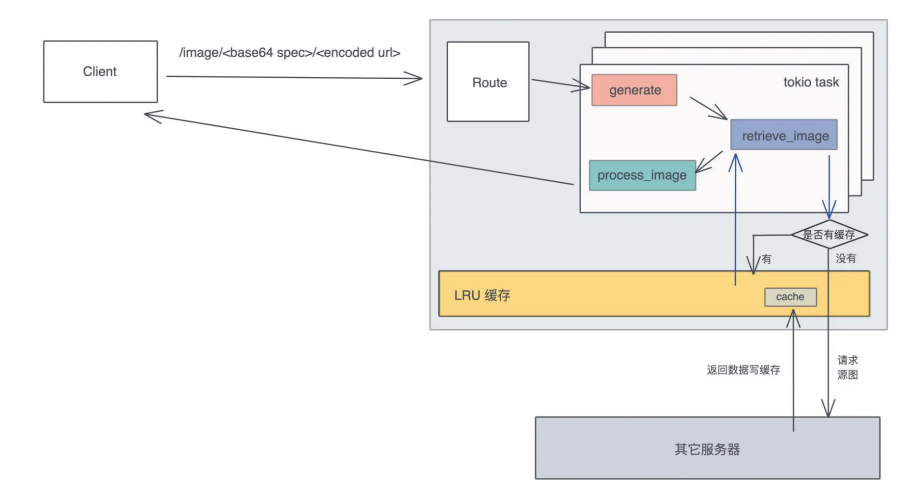 /image/<base64 spec>/<encoded url>
Client
Route
tokio task
generate
retrieve_image
process_image
是否有缓存
有
没有
LRU 缓存
cache
返回数据写缓存
请求
源图
其它服务器